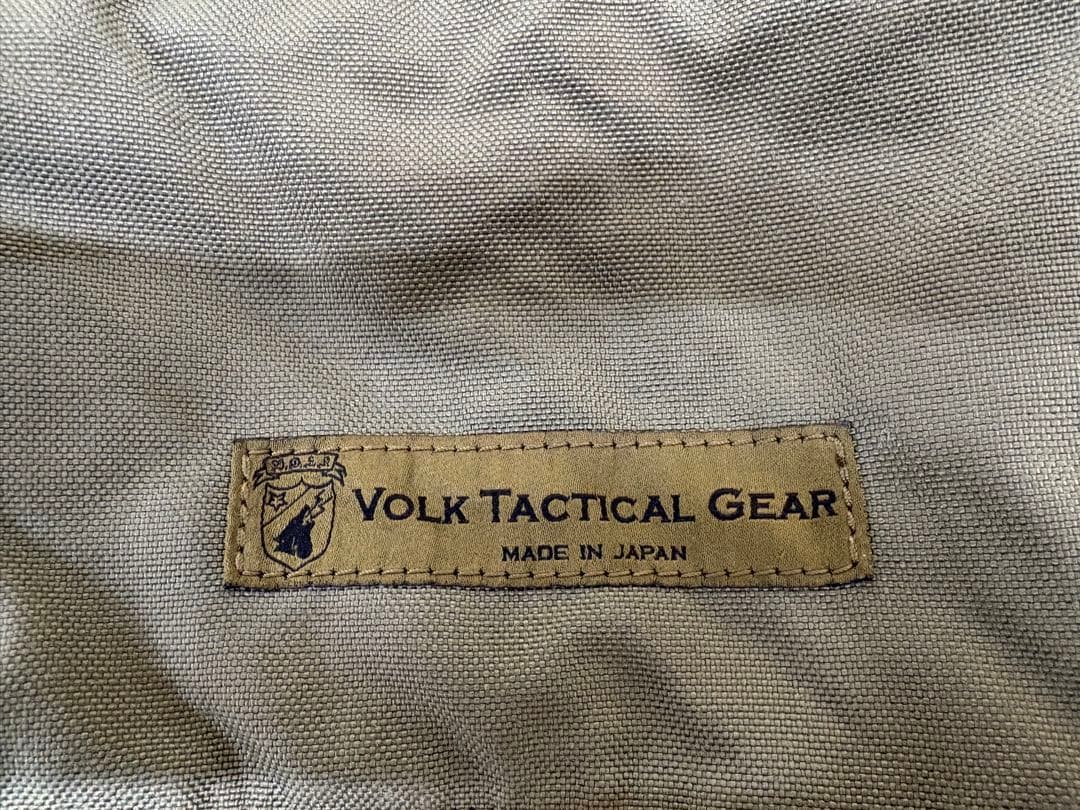 V.O.L.K
VOLK TACTICAL GEAR
MADE IN JAPAN